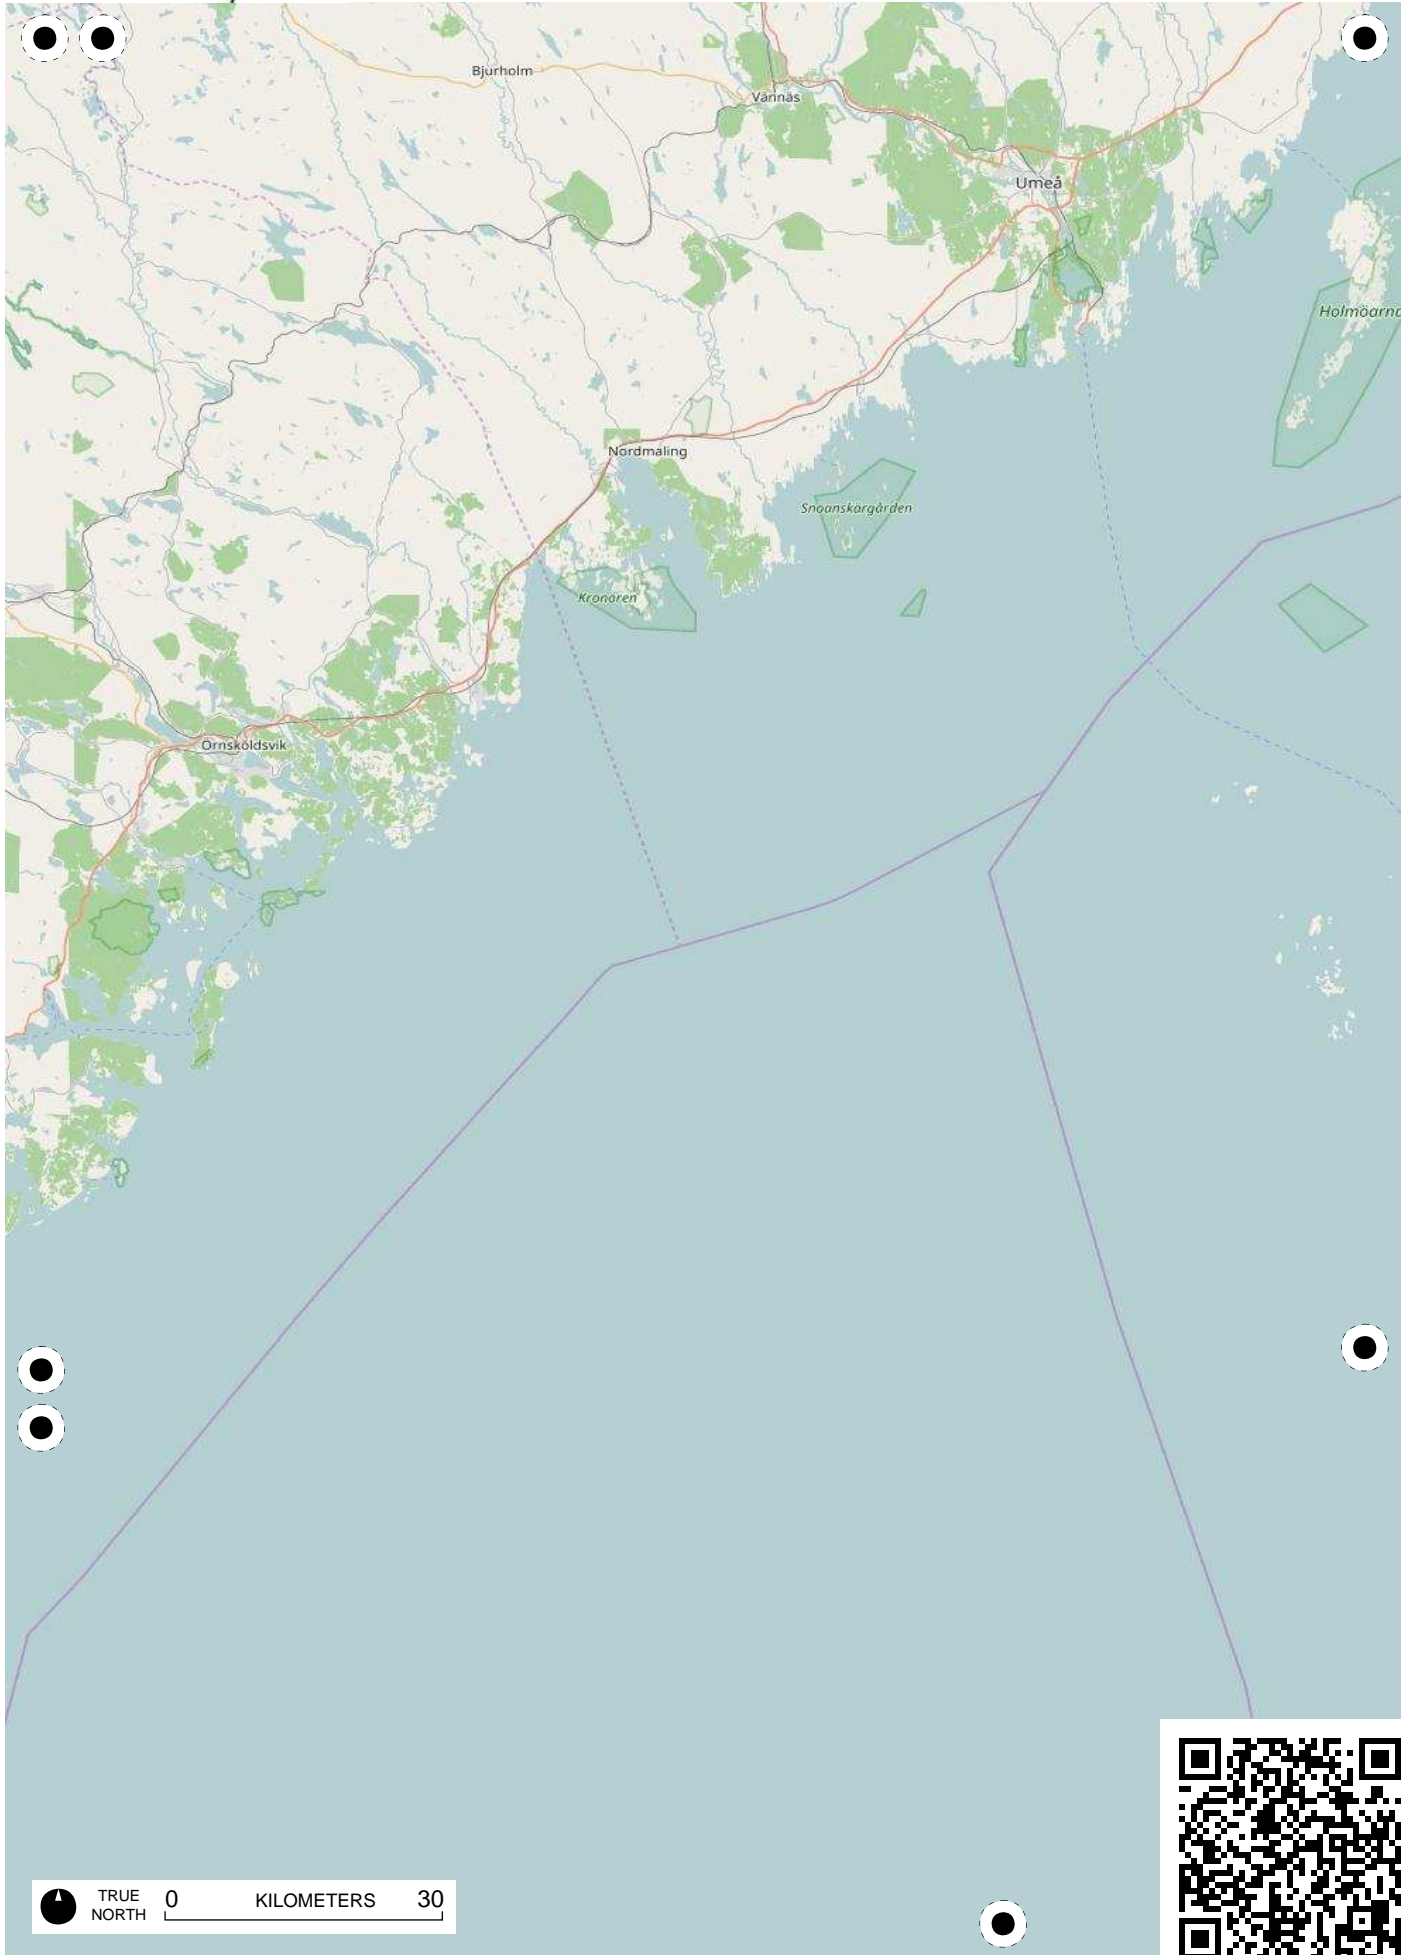 Bjurholm
Vännäs
Umeå
Holmöarna
Nordmaling
Snöanskärgården
Kronören
Örnsköldsvik
TRUE
NORTH
0
KILOMETERS
30